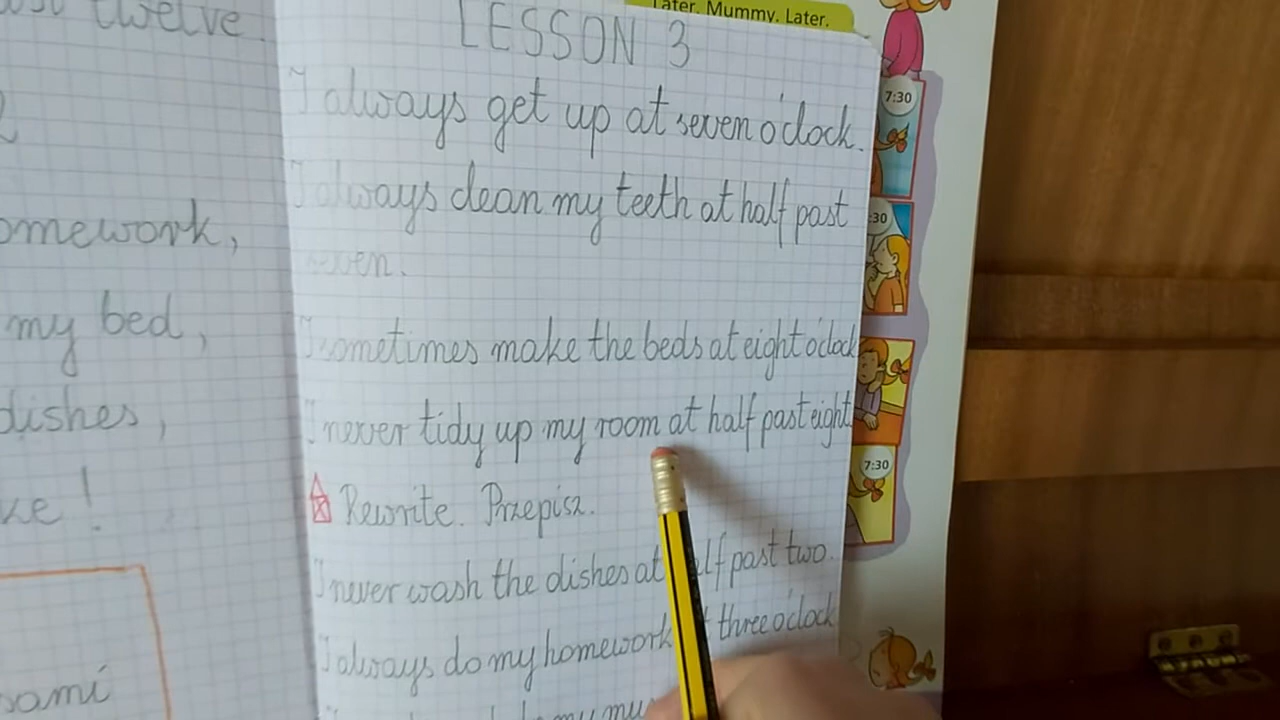 twelve
omework,
my bed,
dishes,
ke!
Later, Mummy. Later.
LESSON 3
I always get up at seven o'clock.
I always clean my teeth at half past
seven.
I sometimes make the beds at eight o'clock
I never tidy up my room at half past eight
Rewrite. Przepisz.
I never wash the dishes at half past two.
I always do my homework at three o'clock
my mu
7:30
:30
7:30